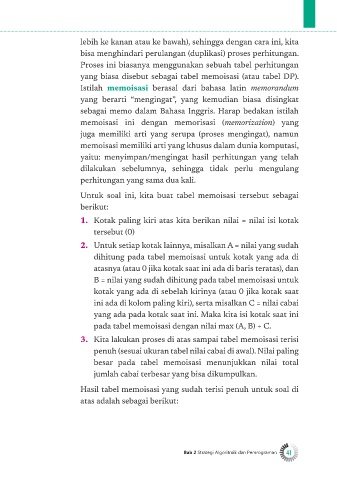 lebih ke kanan atau ke bawah), sehingga dengan cara ini, kita
bisa menghindari perulangan (duplikasi) proses perhitungan.
Proses ini biasanya menggunakan sebuah tabel perhitungan
yang biasa disebut sebagai tabel memoisasi (atau tabel DP).
Istilah memoisasi berasal dari bahasa latin memorandum
yang berarti "mengingat", yang kemudian biasa disingkat
sebagai memo dalam Bahasa Inggris. Harap bedakan istilah
memoisasi ini dengan memorisasi (memorization) yang
juga memiliki arti yang serupa (proses mengingat), namun
memoisasi memiliki arti yang khusus dalam dunia komputasi,
yaitu: menyimpan/mengingat hasil perhitungan yang telah
dilakukan sebelumnya, sehingga tidak perlu mengulang
perhitungan yang sama dua kali.
Untuk soal ini, kita buat tabel memoisasi tersebut sebagai
berikut:
1. Kotak paling kiri atas kita berikan nilai = nilai isi kotak
tersebut (0)
2. Untuk setiap kotak lainnya, misalkan A = nilai yang sudah
dihitung pada tabel memoisasi untuk kotak yang ada di
atasnya (atau 0 jika kotak saat ini ada di baris teratas), dan
B = nilai yang sudah dihitung pada tabel memoisasi untuk
kotak yang ada di sebelah kirinya (atau 0 jika kotak saat
ini ada di kolom paling kiri), serta misalkan C = nilai cabai
yang ada pada kotak saat ini. Maka kita isi kotak saat ini
pada tabel memoisasi dengan nilai max (A, B) + C.
3. Kita lakukan proses di atas sampai tabel memoisasi terisi
penuh (sesuai ukuran tabel nilai cabai di awal). Nilai paling
besar pada tabel memoisasi menunjukkan nilai total
jumlah cabai terbesar yang bisa dikumpulkan.
Hasil tabel memoisasi yang sudah terisi penuh untuk soal di
atas adalah sebagai berikut:
Bab 2 Strategi Algoritmik dan Pemrograman 41